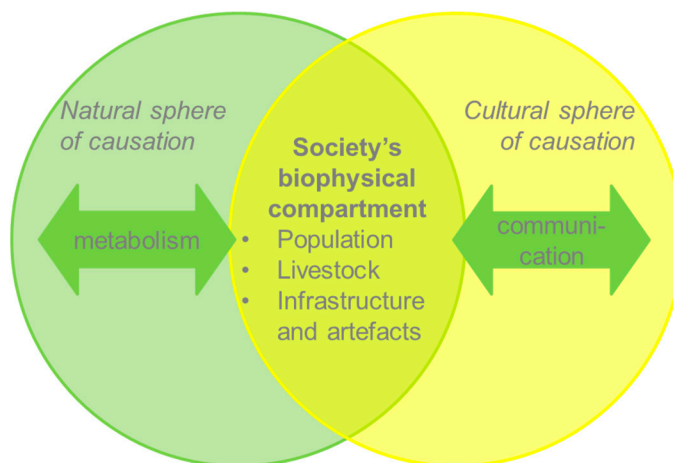 Natural sphere
of causation
Cultural sphere
of causation
Society's
biophysical
compartment
• Population
• Livestock
• Infrastructure
and artefacts
metabolism
communi-
cation